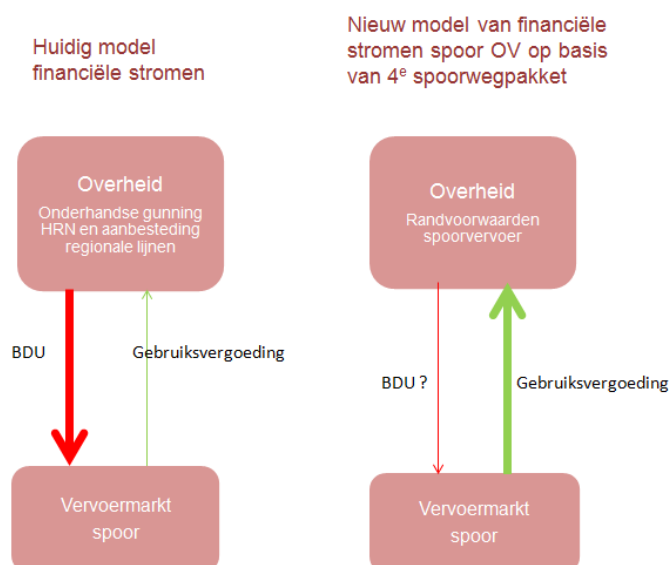 Huidig model
financiële stromen
Nieuw model van financiële
stromen spoor OV op basis
van 4e spoorwegpakket
Overheid
Onderhandse gunning
HRN en aanbesteding
regionale lijnen
Overheid
Randvoorwaarden
spoorvervoer
BDU
Gebruiksvergoeding
BDU ?
Gebruiksvergoeding
Vervoermarkt
spoor
Vervoermarkt
spoor